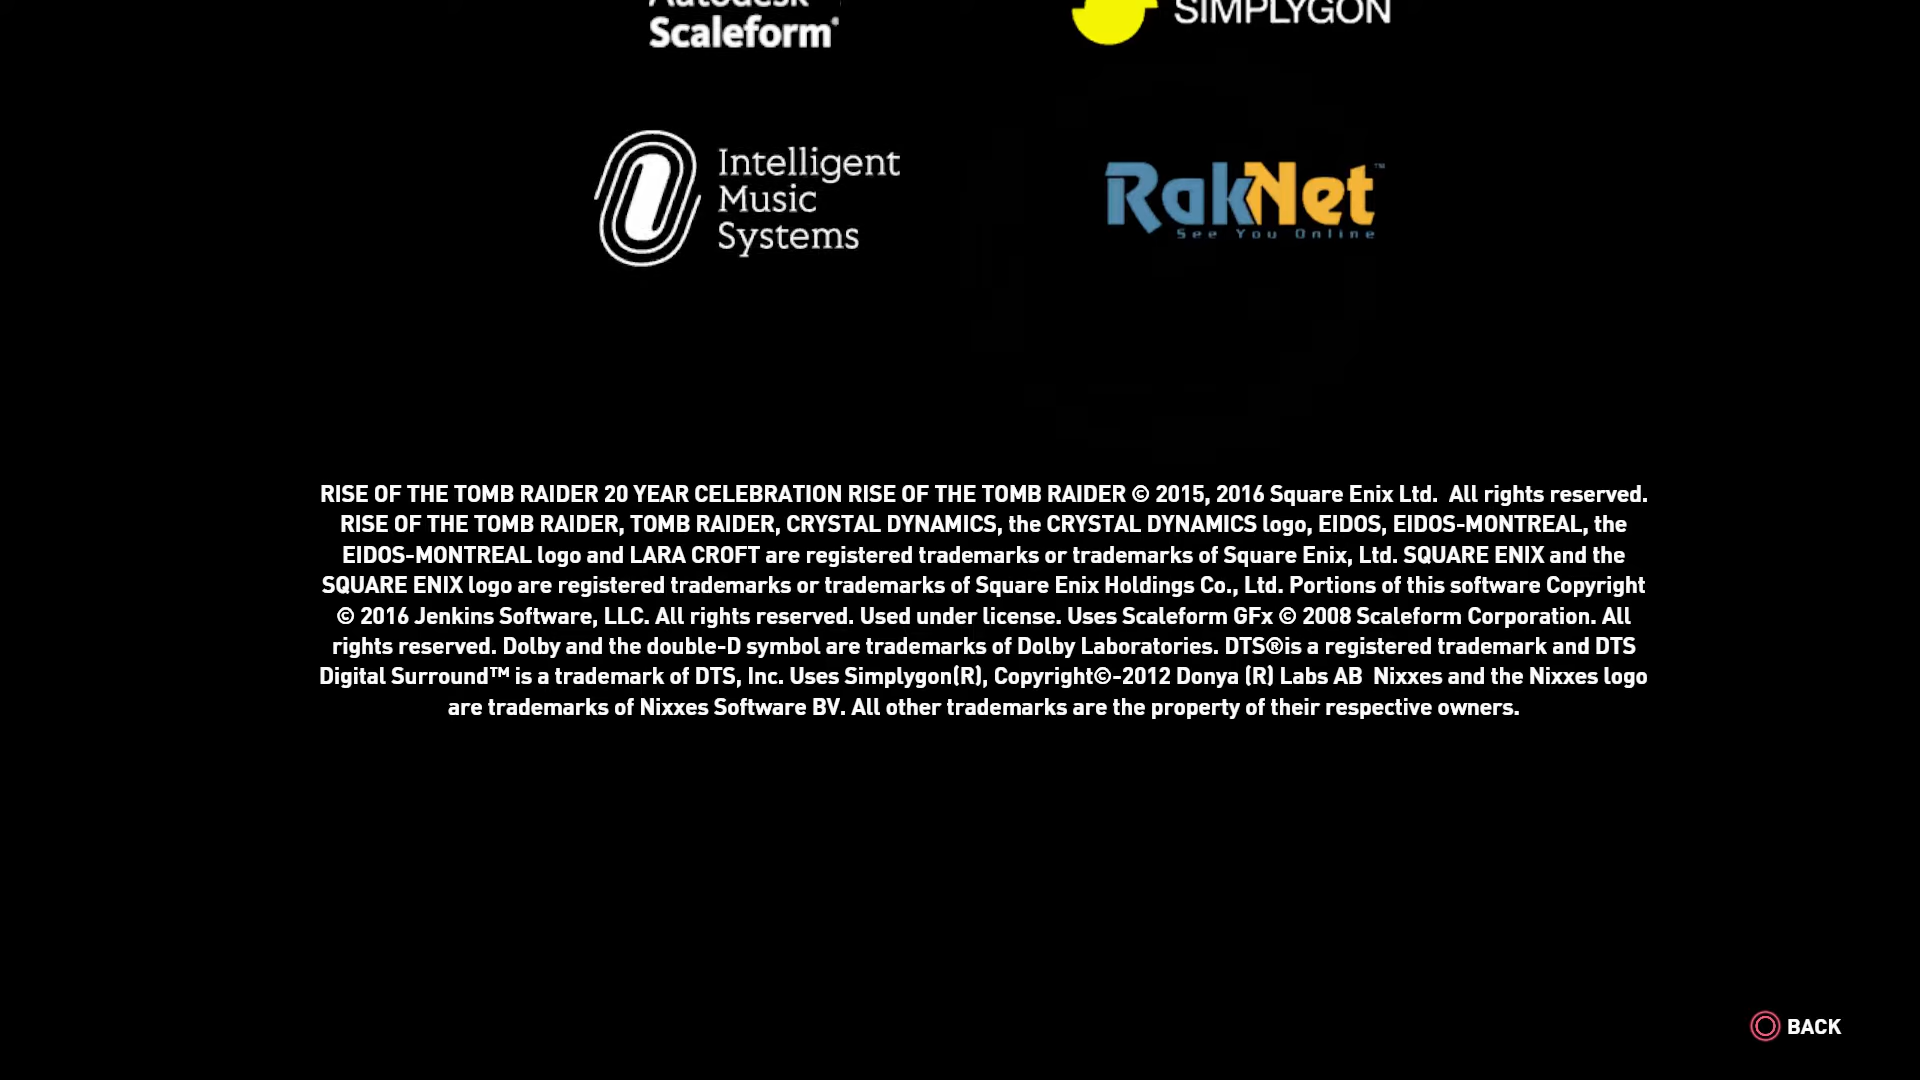 Autodesk
Scaleform®
SIMPLYGON
Intelligent
Music
Systems
RakNet™
See You Online
RISE OF THE TOMB RAIDER 20 YEAR CELEBRATION RISE OF THE TOMB RAIDER © 2015, 2016 Square Enix Ltd.  All rights reserved.
RISE OF THE TOMB RAIDER, TOMB RAIDER, CRYSTAL DYNAMICS, the CRYSTAL DYNAMICS logo, EIDOS, EIDOS-MONTREAL, the
EIDOS-MONTREAL logo and LARA CROFT are registered trademarks or trademarks of Square Enix, Ltd. SQUARE ENIX and the
SQUARE ENIX logo are registered trademarks or trademarks of Square Enix Holdings Co., Ltd. Portions of this software Copyright
© 2016 Jenkins Software, LLC. All rights reserved. Used under license. Uses Scaleform GFx © 2008 Scaleform Corporation. All
rights reserved. Dolby and the double-D symbol are trademarks of Dolby Laboratories. DTS®is a registered trademark and DTS
Digital Surround™ is a trademark of DTS, Inc. Uses Simplygon(R), Copyright©-2012 Donya (R) Labs AB  Nixxes and the Nixxes logo
are trademarks of Nixxes Software BV. All other trademarks are the property of their respective owners.
BACK